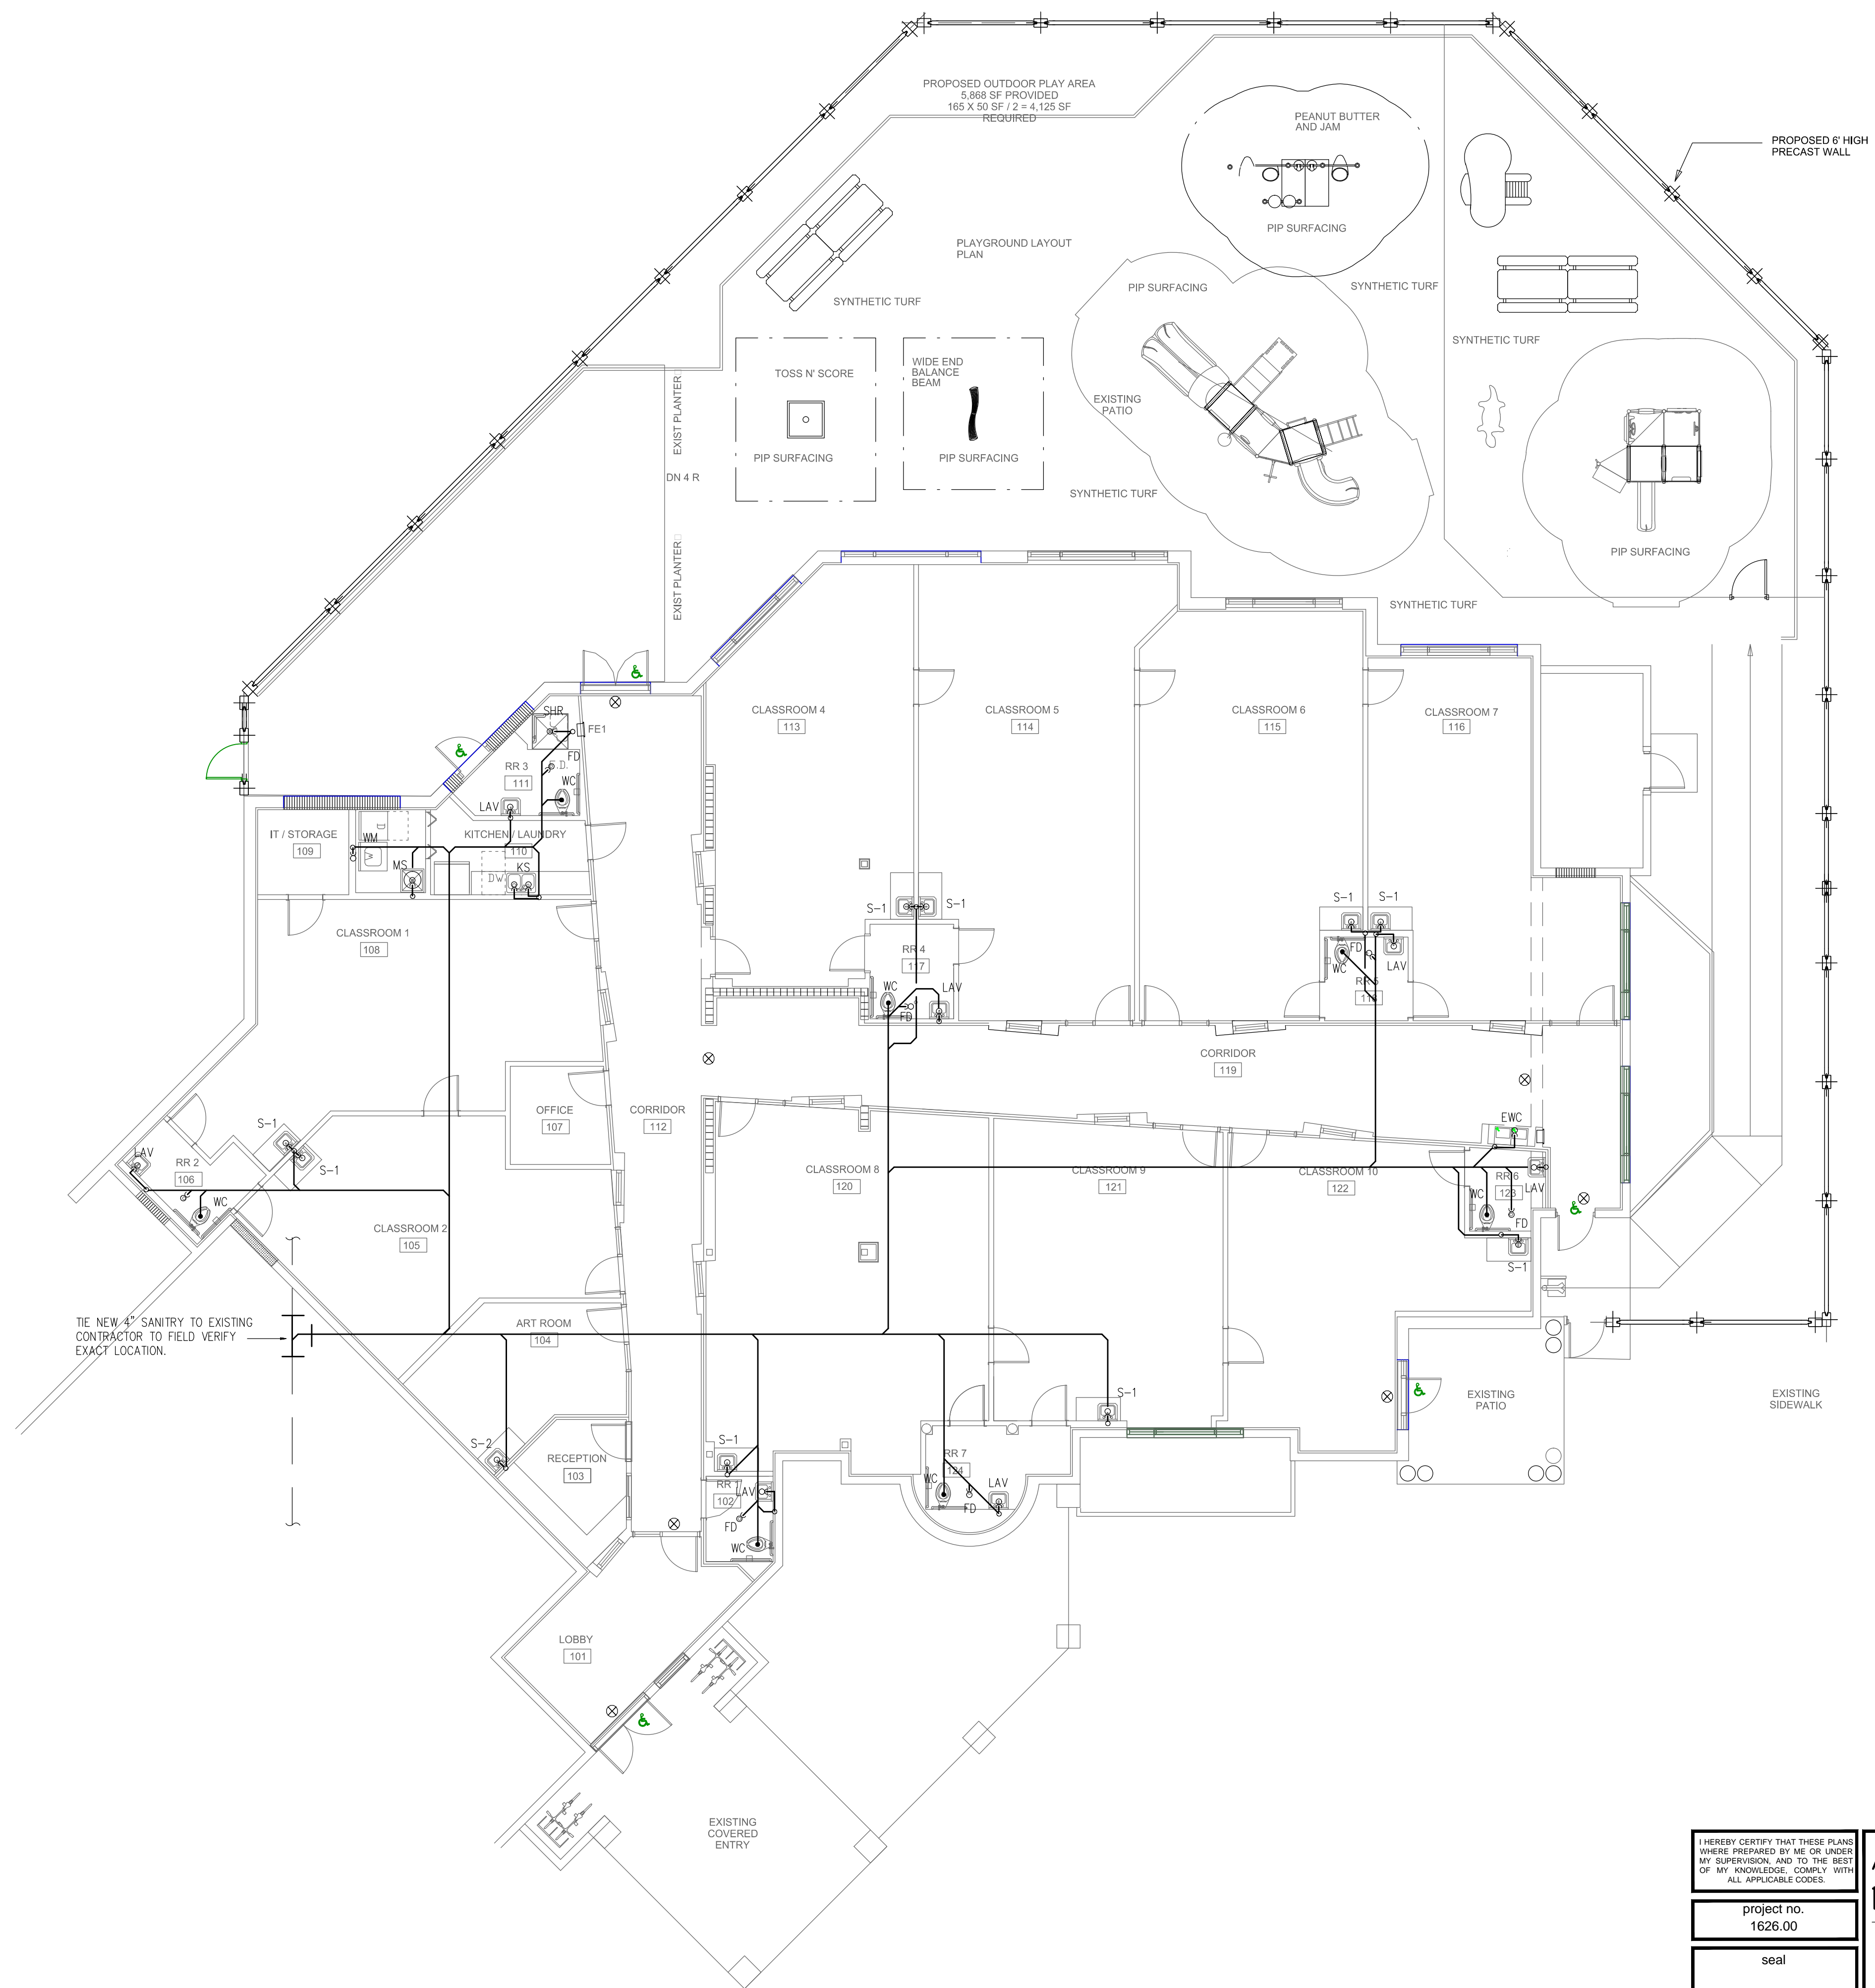 PROPOSED OUTDOOR PLAY AREA
5,868 SF PROVIDED
165 X 50 SF / 2 = 4,125 SF
REQUIRED
PEANUT BUTTER
AND JAM
PROPOSED 6' HIGH
PRECAST WALL
PIP SURFACING
PLAYGROUND LAYOUT
PLAN
PIP SURFACING
SYNTHETIC TURF
SYNTHETIC TURF
SYNTHETIC TURF
TOSS N' SCORE
WIDE END
BALANCE
BEAM
EXIST PLANTER
EXISTING
PATIO
PIP SURFACING
PIP SURFACING
DN 4 R
SYNTHETIC TURF
EXIST PLANTER
PIP SURFACING
SYNTHETIC TURF
SHR
FE1
FD
F.D.
RR 3
111
WC
LAV
CLASSROOM 4
113
CLASSROOM 5
114
CLASSROOM 6
115
CLASSROOM 7
116
IT / STORAGE
109
WM
D
W
MS
KITCHEN / LAUNDRY
110
KS
DW
CLASSROOM 1
108
S-1
S-1
RR 4
117
WC
LAV
FD
S-1
S-1
FD
WC
LAV
RR 5
118
CORRIDOR
119
OFFICE
107
CORRIDOR
112
EWC
S-1
S-1
LAV
RR 2
106
WC
CLASSROOM 2
105
CLASSROOM 8
120
CLASSROOM 9
121
CLASSROOM 10
122
RR 6
123
WC
LAV
FD
S-1
TIE NEW 4" SANITRY TO EXISTING
CONTRACTOR TO FIELD VERIFY
EXACT LOCATION.
ART ROOM
104
S-2
RECEPTION
103
S-1
RR 1
102
LAV
FD
WC
S-1
RR 7
124
WC
LAV
FD
EXISTING
PATIO
EXISTING
SIDEWALK
LOBBY
101
EXISTING
COVERED
ENTRY
I HEREBY CERTIFY THAT THESE PLANS
WHERE PREPARED BY ME OR UNDER
MY SUPERVISION, AND TO THE BEST
OF MY KNOWLEDGE, COMPLY WITH
ALL APPLICABLE CODES.
project no.
1626.00
seal